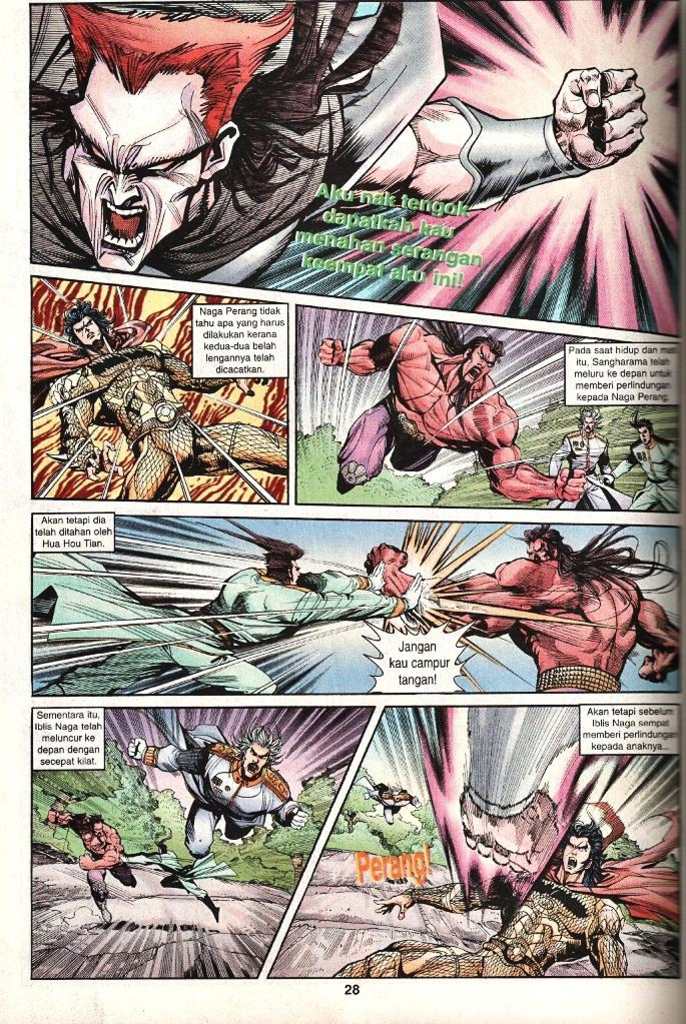 Aku nak tengok
dapatkah kau
menahan serangan
keempat aku ini!
Naga Perang tidak
tahu apa yang harus
dilakukan kerana
kedua-dua belah
lengannya telah
dicacatkan.
Pada saat hidup dan mati
itu, Sangharama telah
meluru ke depan untuk
memberi perlindungan
kepada Naga Perang.
Akan tetapi dia
telah ditahan oleh
Hua Hou Tian.
Jangan
kau campur
tangan!
Sementara itu,
Iblis Naga telah
meluncur ke
depan dengan
secepat kilat.
Akan tetapi sebelum
Iblis Naga sempat
memberi perlindungan
kepada anaknya...
Perang!
28